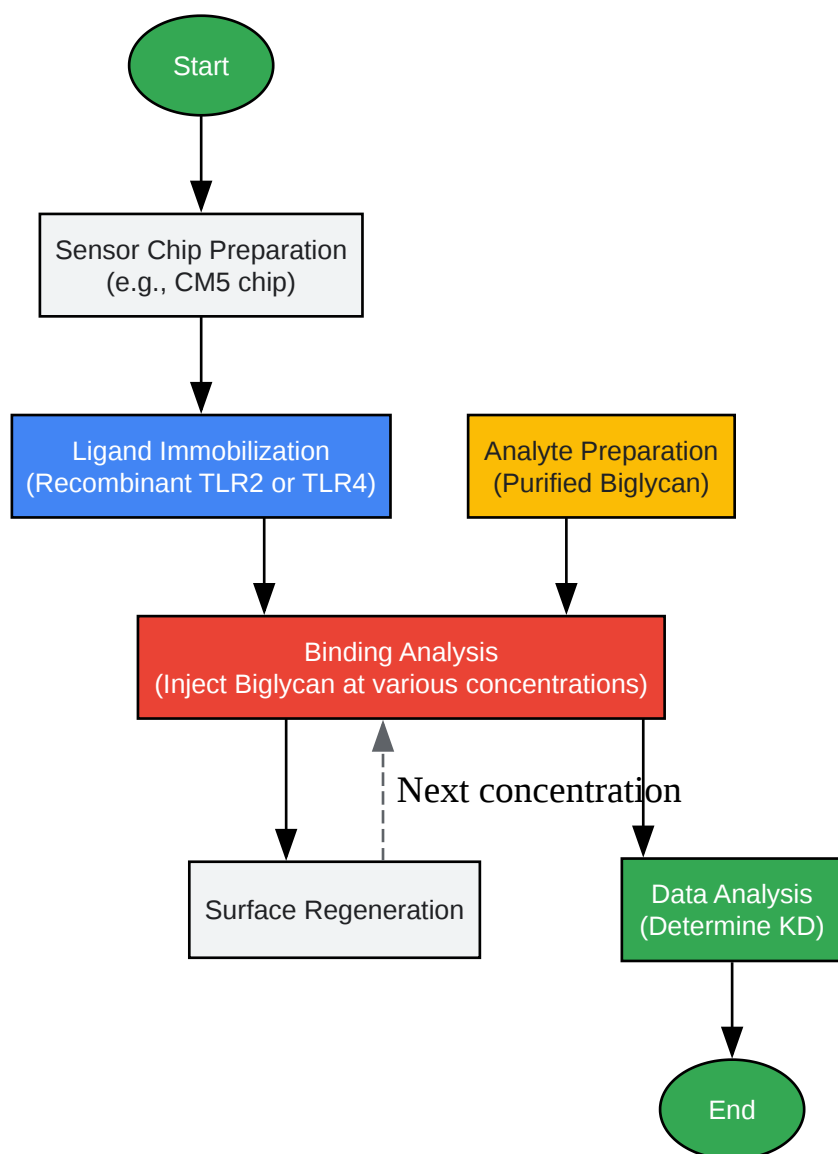 Start
Sensor Chip Preparation
(e.g., CM5 chip)
Ligand Immobilization
(Recombinant TLR2 or TLR4)
Analyte Preparation
(Purified Biglycan)
Binding Analysis
(Inject Biglycan at various concentrations)
Next concentration
Surface Regeneration
Data Analysis
(Determine KD)
End